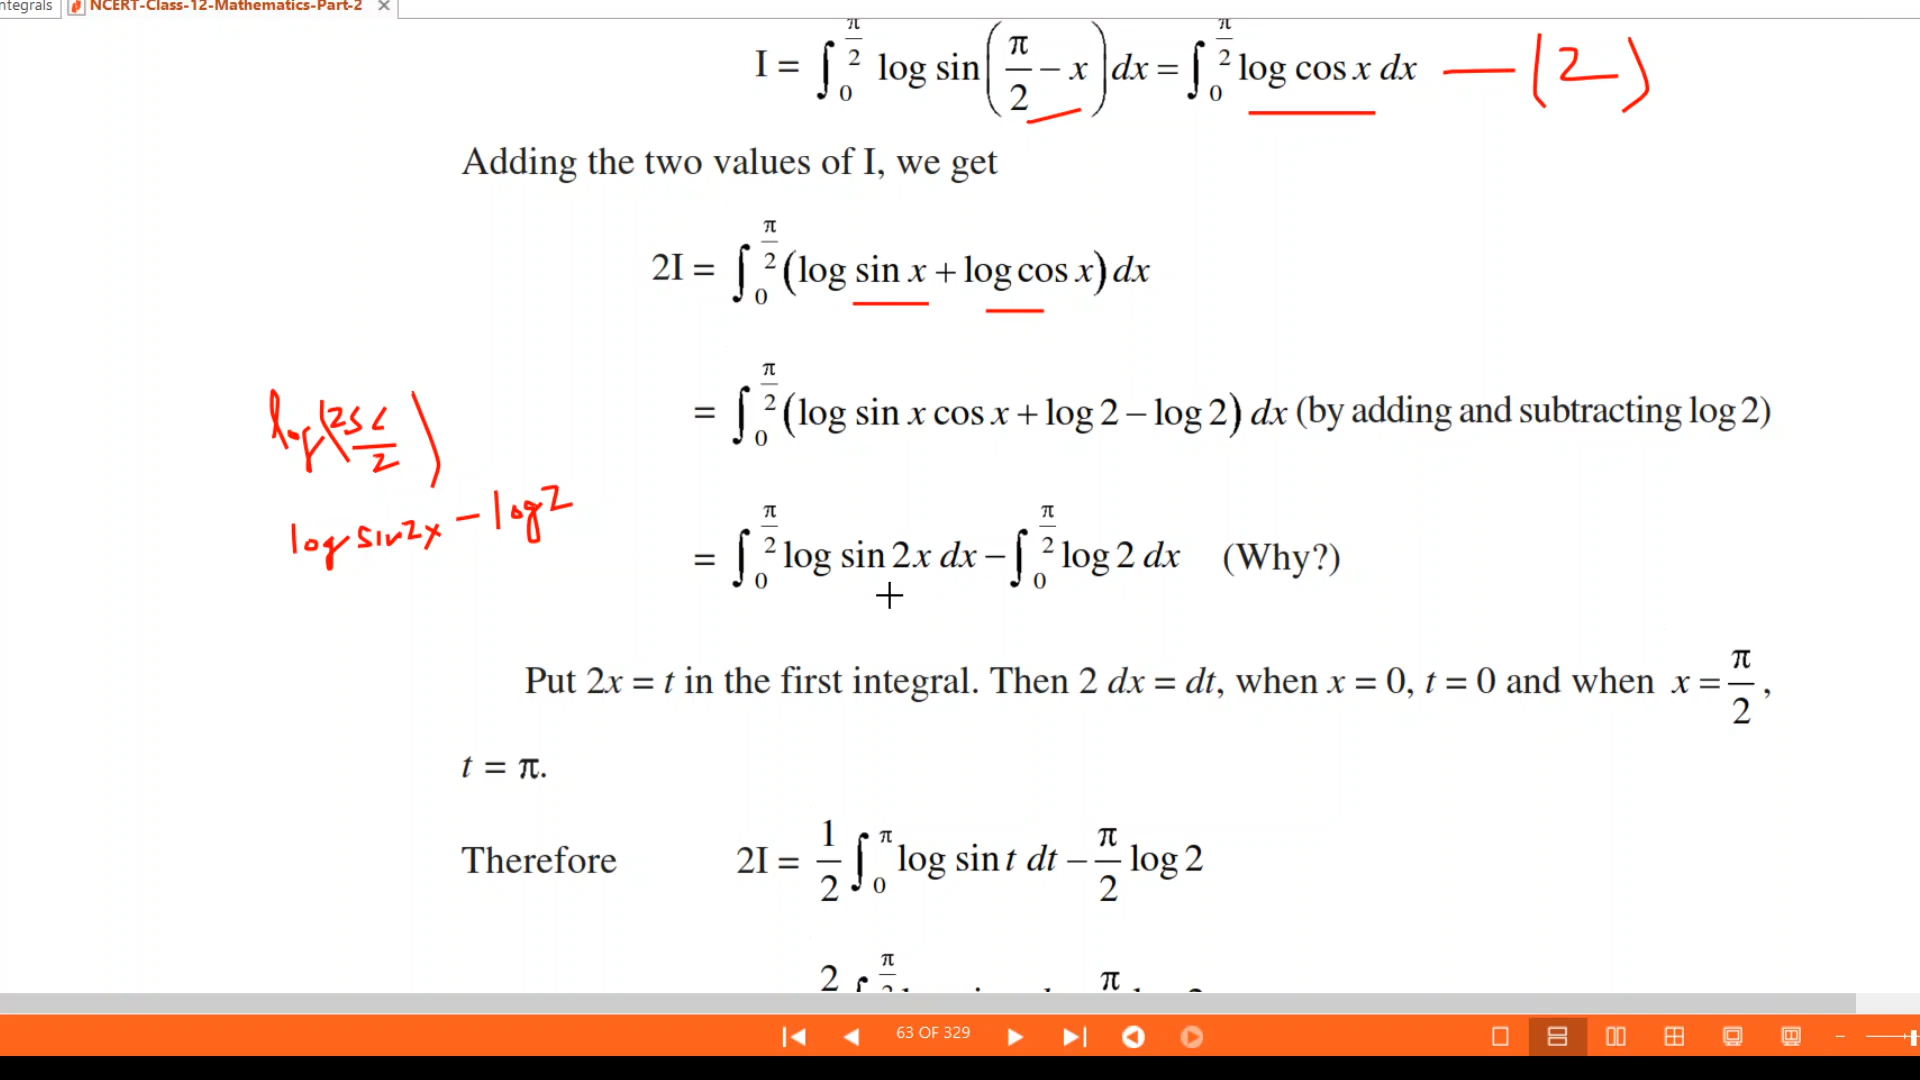 ntegrals NCERT-Class-12-Mathematics-Part-2 ×
I = ∫₀^(π/2) log sin(π/2 − x) dx = ∫₀^(π/2) log cos x dx — (2)
Adding the two values of I, we get
2I = ∫₀^(π/2) (log sin x + log cos x) dx
= ∫₀^(π/2) (log sin x cos x + log 2 − log 2) dx (by adding and subtracting log 2)
log(2sc/2)
log sin2x − log2
= ∫₀^(π/2) log sin 2x dx − ∫₀^(π/2) log 2 dx (Why?)
Put 2x = t in the first integral. Then 2 dx = dt, when x = 0, t = 0 and when x = π/2,
t = π.
Therefore 2I = 1/2 ∫₀^π log sin t dt − π/2 log 2
63 OF 329